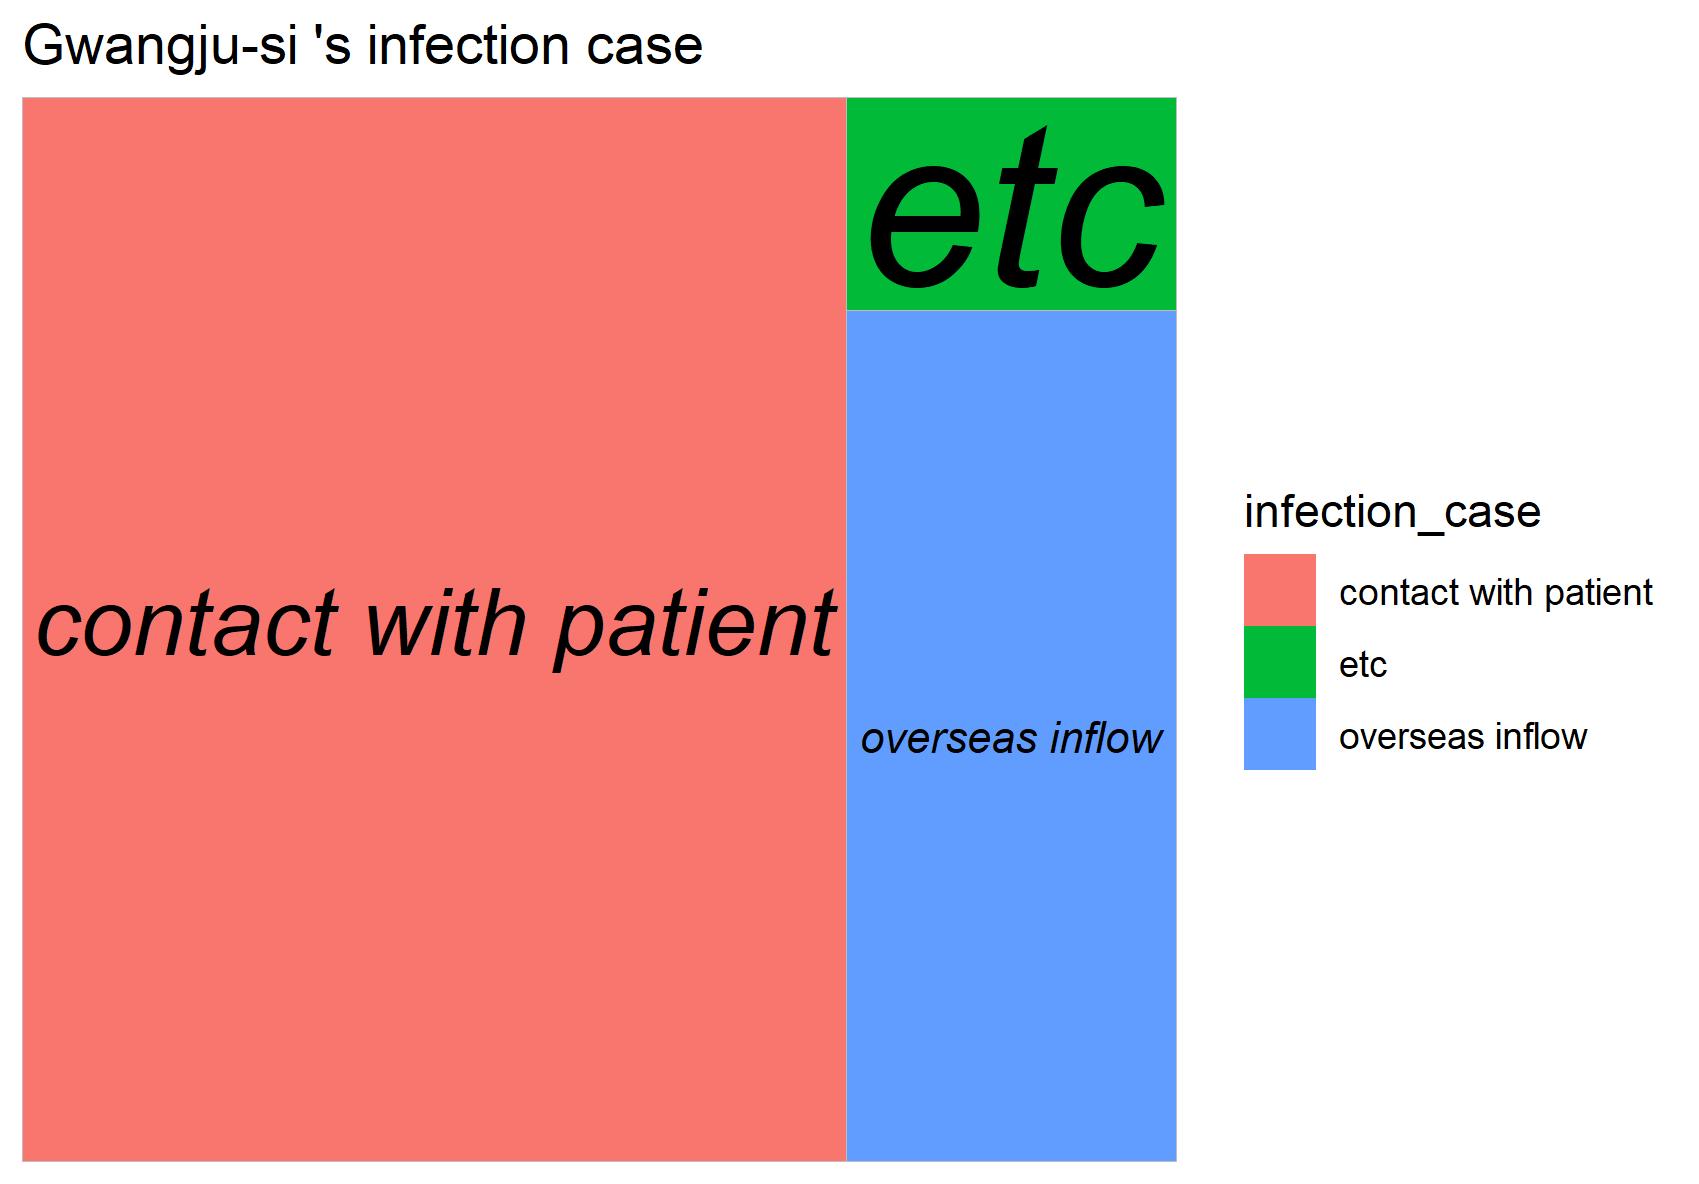 Gwangju-si 's infection case
etc
contact with patient
overseas inflow
infection_case
contact with patient
etc
overseas inflow